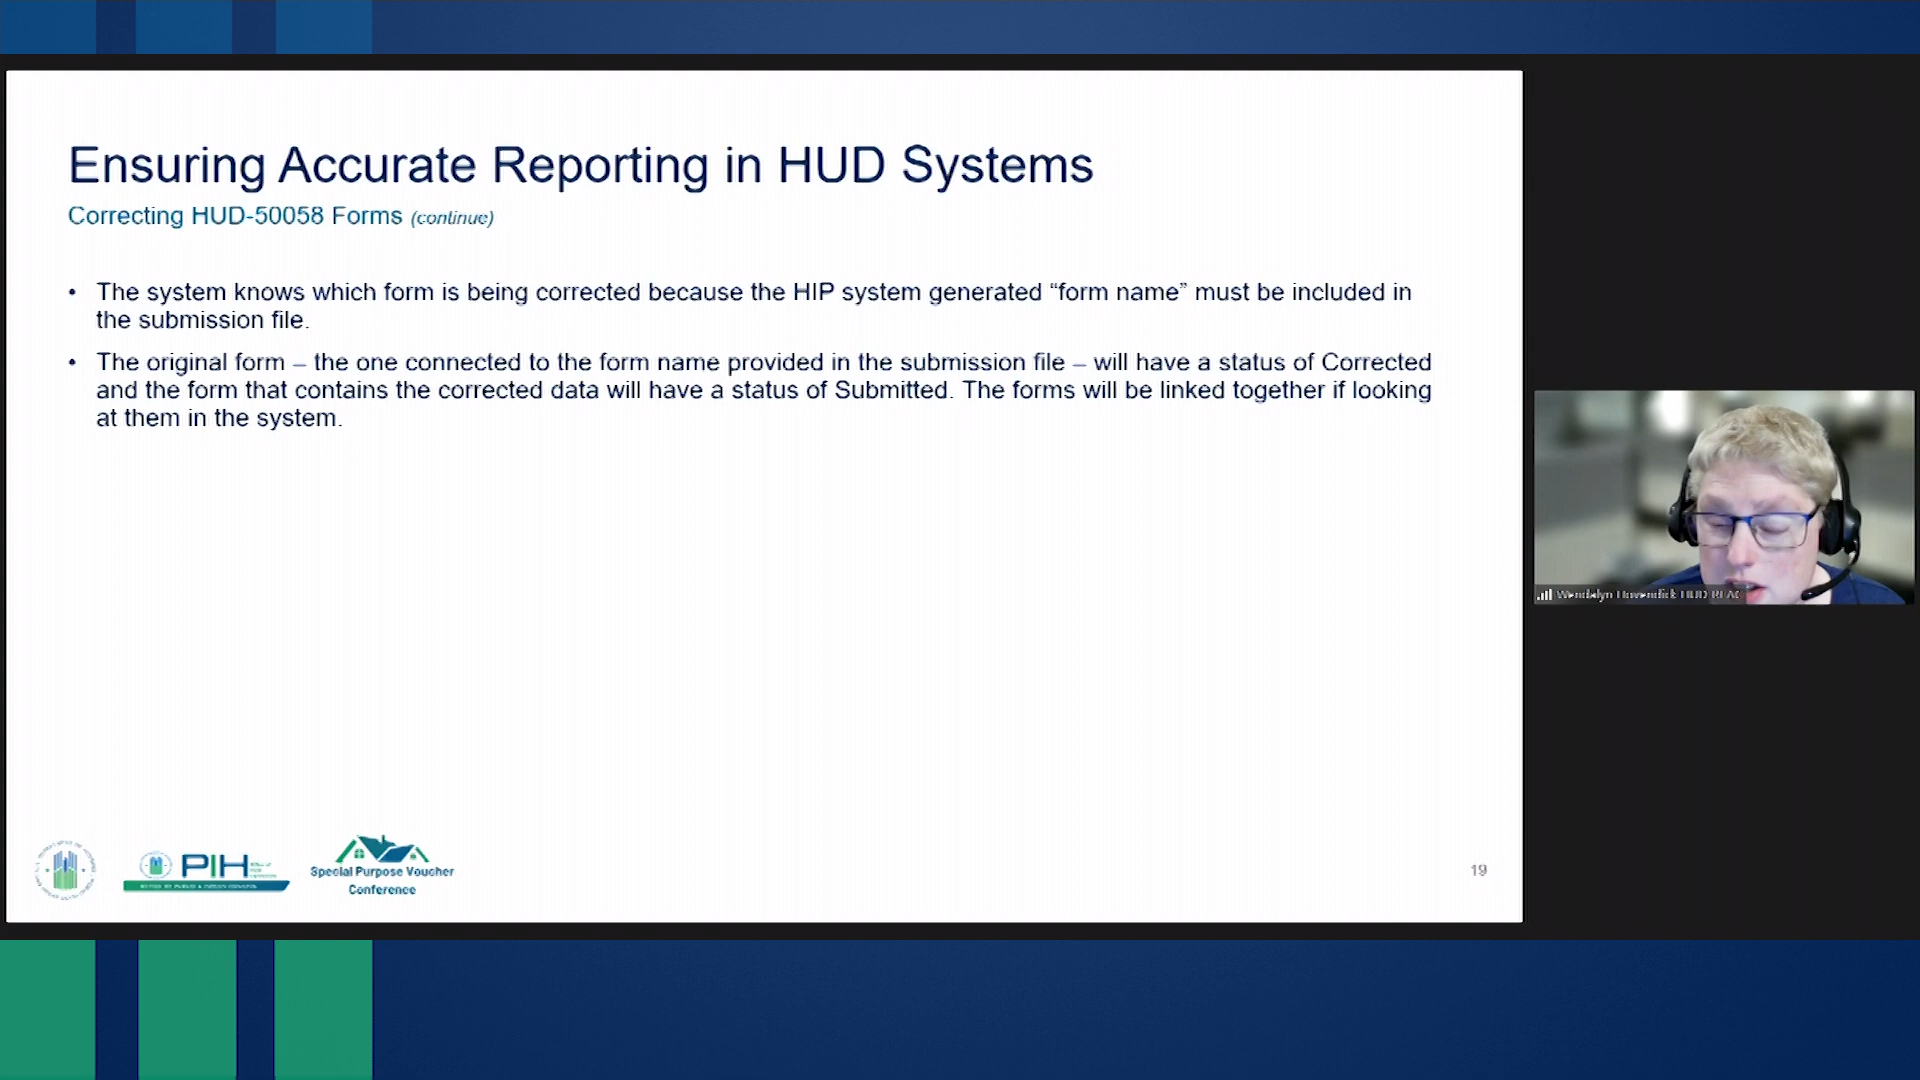 Ensuring Accurate Reporting in HUD Systems
Correcting HUD-50058 Forms (continue)
• The system knows which form is being corrected because the HIP system generated “form name” must be included in
the submission file.
• The original form – the one connected to the form name provided in the submission file – will have a status of Corrected
and the form that contains the corrected data will have a status of Submitted. The forms will be linked together if looking
at them in the system.
PIH
Special Purpose Voucher
Conference
19